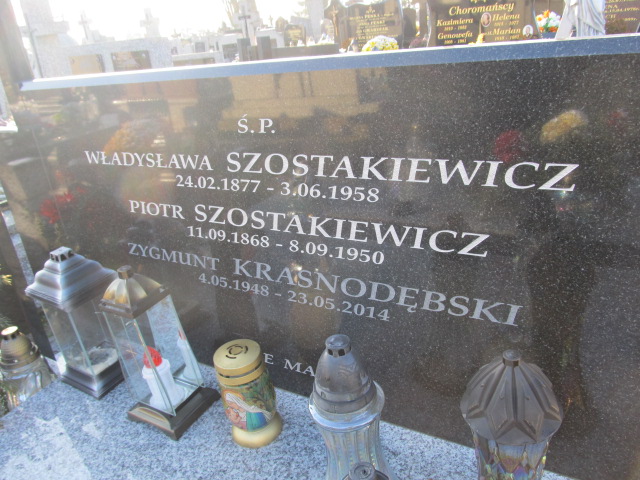 Choromańscy
Kazimiera
Helena
Genowefa
Marian
Ś.P.
WŁADYSŁAWA SZOSTAKIEWICZ
24.02.1877 - 3.06.1958
PIOTR SZOSTAKIEWICZ
11.09.1868 - 8.09.1950
ZYGMUNT KRASNODĘBSKI
4.05.1948 - 23.05.2014